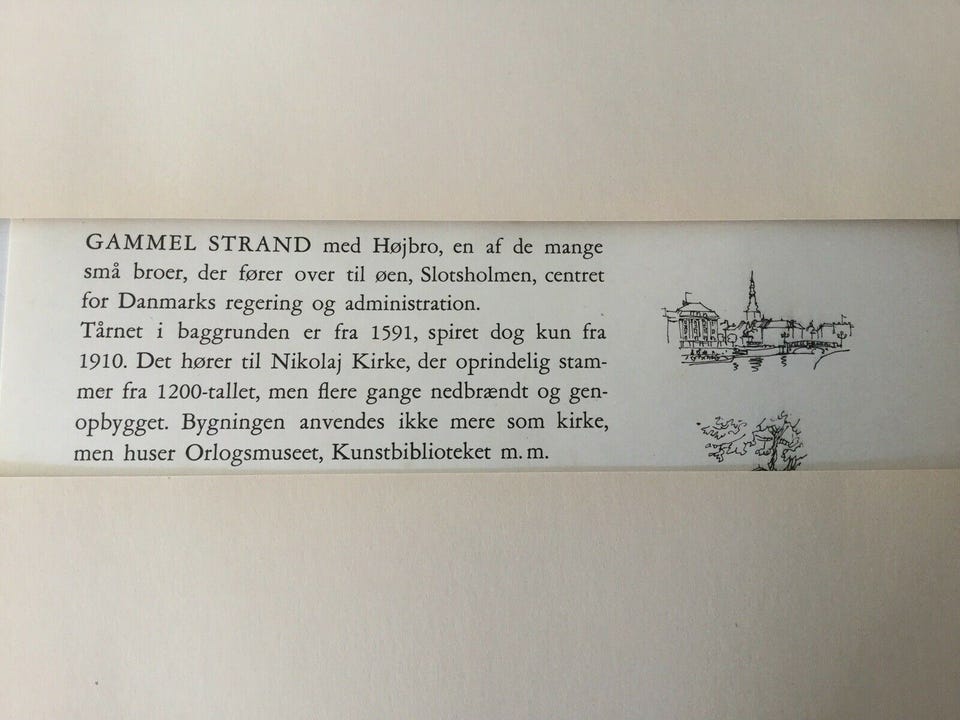 GAMMEL STRAND med Højbro, en af de mange
små broer, der fører over til øen, Slotsholmen, centret
for Danmarks regering og administration.
Tårnet i baggrunden er fra 1591, spiret dog kun fra
1910. Det hører til Nikolaj Kirke, der oprindelig stam-
mer fra 1200-tallet, men flere gange nedbrændt og gen-
opbygget. Bygningen anvendes ikke mere som kirke,
men huser Orlogsmuseet, Kunstbiblioteket m. m.